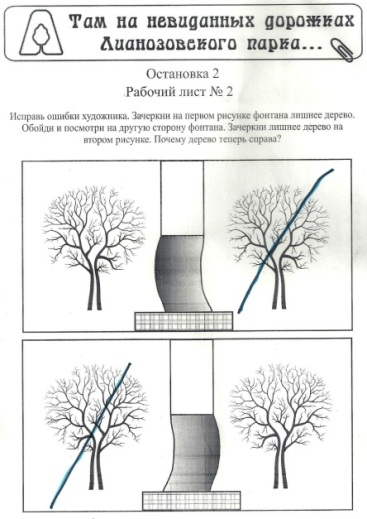 Там на невиданных дорожках
Лианозовского парка...
Остановка 2
Рабочий лист № 2
Исправь ошибки художника. Зачеркни на первом рисунке фонтана лишнее дерево.
Обойди и посмотри на другую сторону фонтана. Зачеркни лишнее дерево на
втором рисунке. Почему дерево теперь справа?